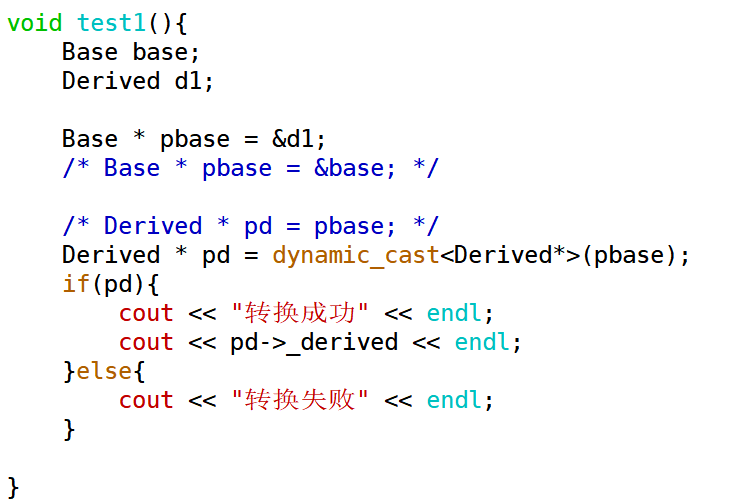 void test1(){
    Base base;
    Derived d1;

    Base * pbase = &d1;
    /* Base * pbase = &base; */

    /* Derived * pd = pbase; */
    Derived * pd = dynamic_cast<Derived*>(pbase);
    if(pd){
        cout << "转换成功" << endl;
        cout << pd->_derived << endl;
    }else{
        cout << "转换失败" << endl;
    }

}